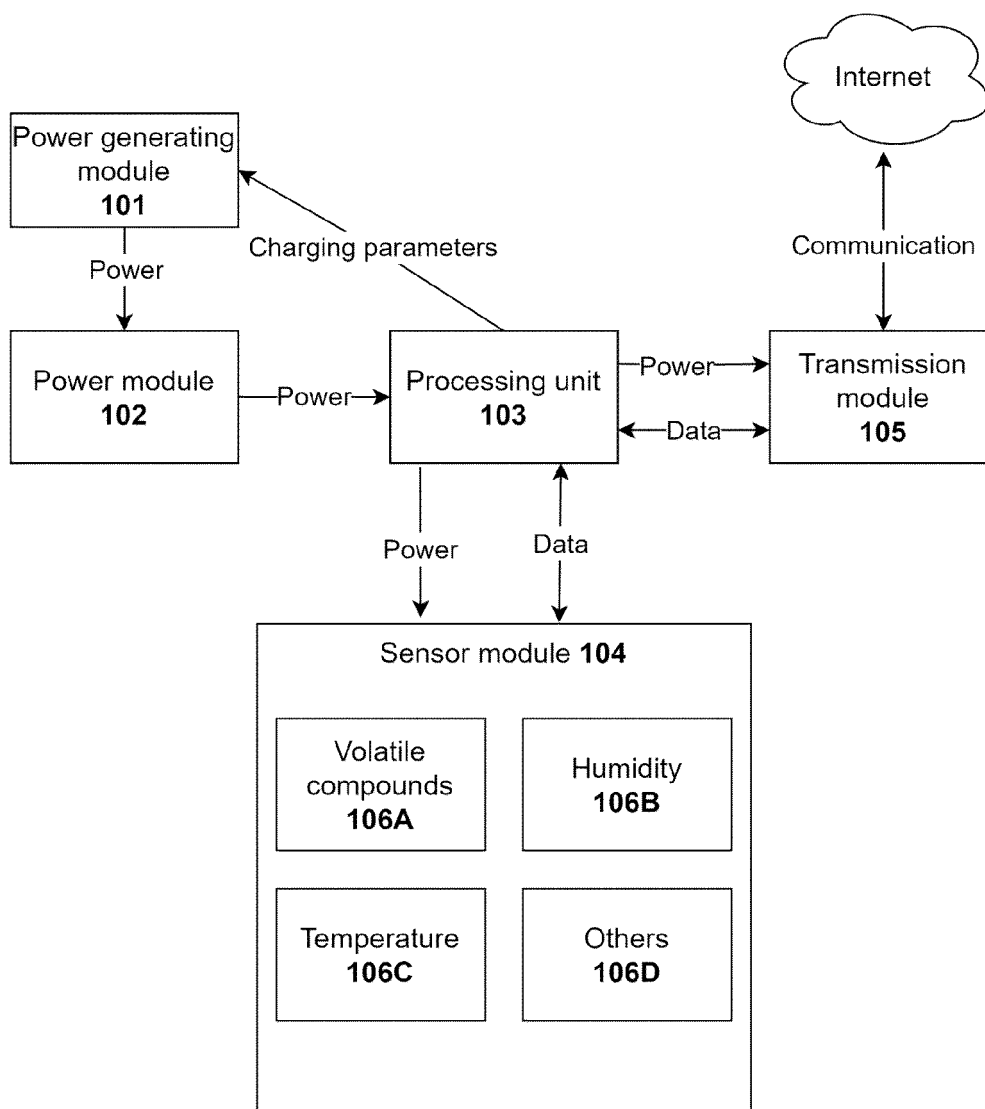 Internet
Power generating
module
101
Charging parameters
Communication
Power
Power module
102
Power
Processing unit
103
Power
Data
Transmission
module
105
Power
Data
Sensor module 104
Volatile
compounds
106A
Humidity
106B
Temperature
106C
Others
106D